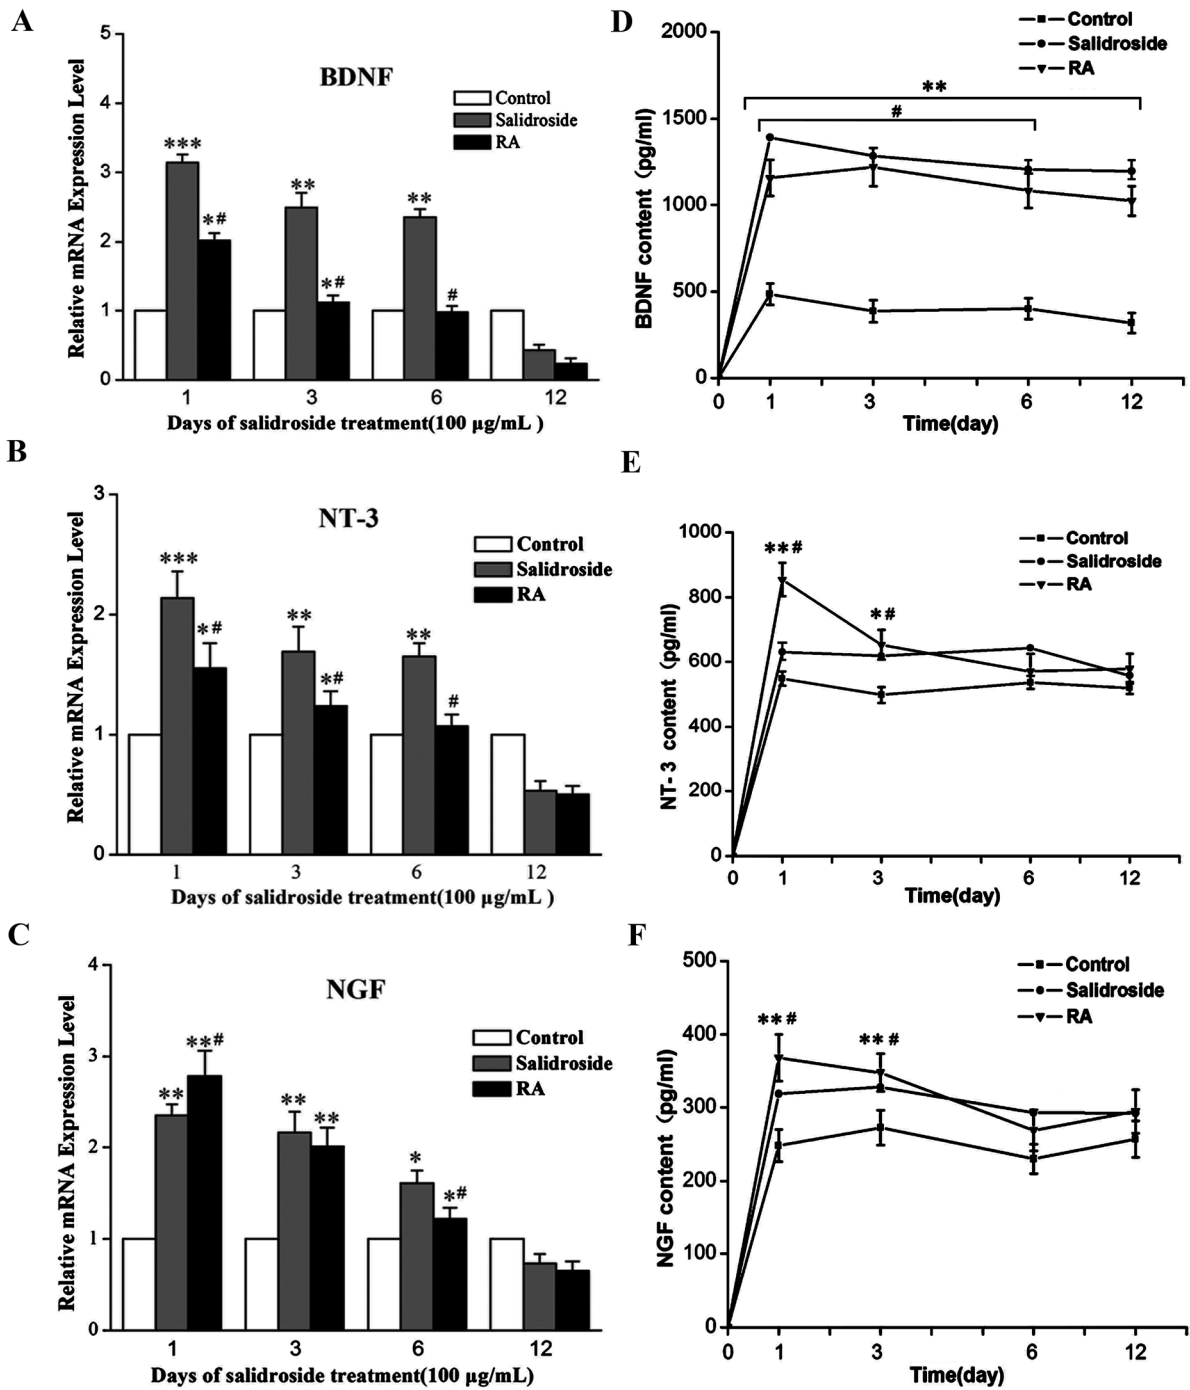 A
Relative mRNA Expression Level
5
4
3
2
1
0
BDNF
Control
Salidroside
RA
***
*#
**
*#
**
#
1 3 6 12
Days of salidroside treatment(100 µg/mL )
D
BDNF content (pg/ml)
2000
1500
1000
500
0
Control
Salidroside
RA
**
#
0 1 3 6 12
Time(day)
B
Relative mRNA Expression Level
3
2
1
0
NT-3
Control
Salidroside
RA
***
*#
**
*#
**
#
1 3 6 12
Days of salidroside treatment(100 µg/mL )
E
NT- 3 content (pg/ml)
1000
800
600
400
200
0
Control
Salidroside
RA
**#
*#
0 1 3 6 12
Time(day)
C
Relative mRNA Expression Level
4
3
2
1
0
NGF
Control
Salidroside
RA
**
**#
**
**
*
*#
1 3 6 12
Days of salidroside treatment(100 µg/mL )
F
NGF content (pg/ml)
500
400
300
200
100
0
Control
Salidroside
RA
**#
**#
0 1 3 6 12
Time(day)